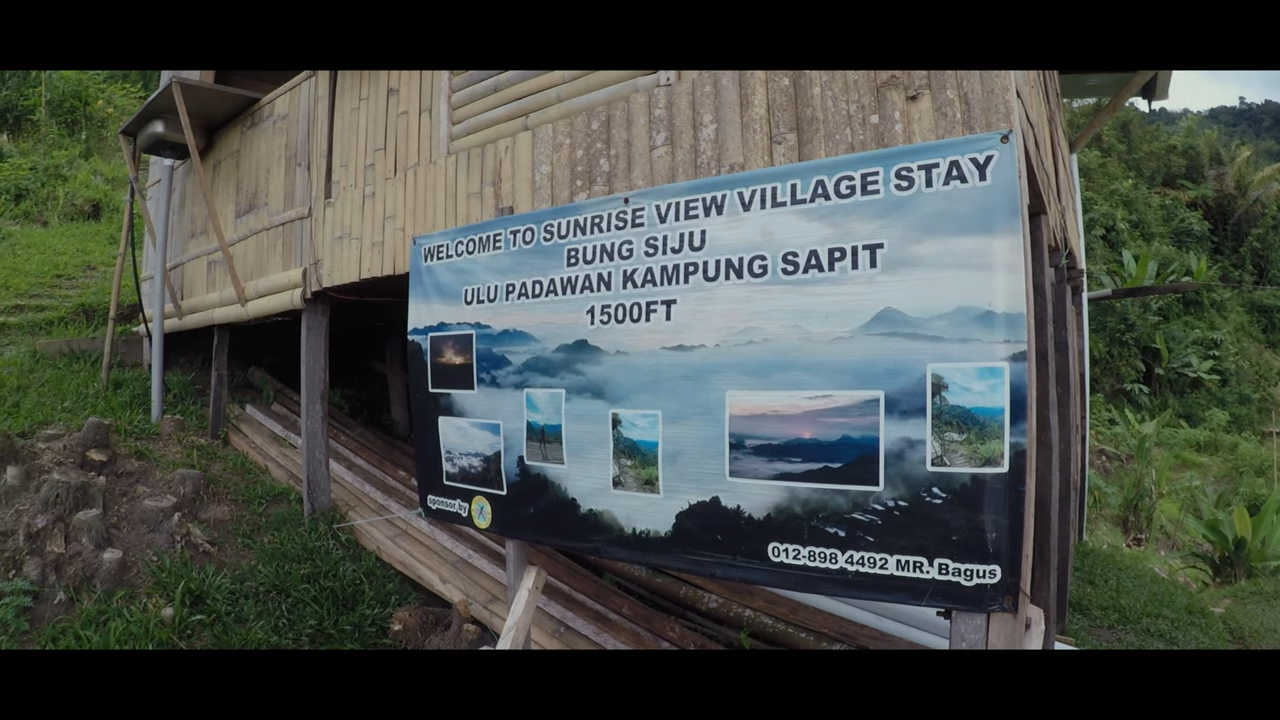 WELCOME TO SUNRISE VIEW VILLAGE STAY
BUNG SIJU
ULU PADAWAN KAMPUNG SAPIT
1500FT
sponsor by
012-898 4492 MR. Bagus